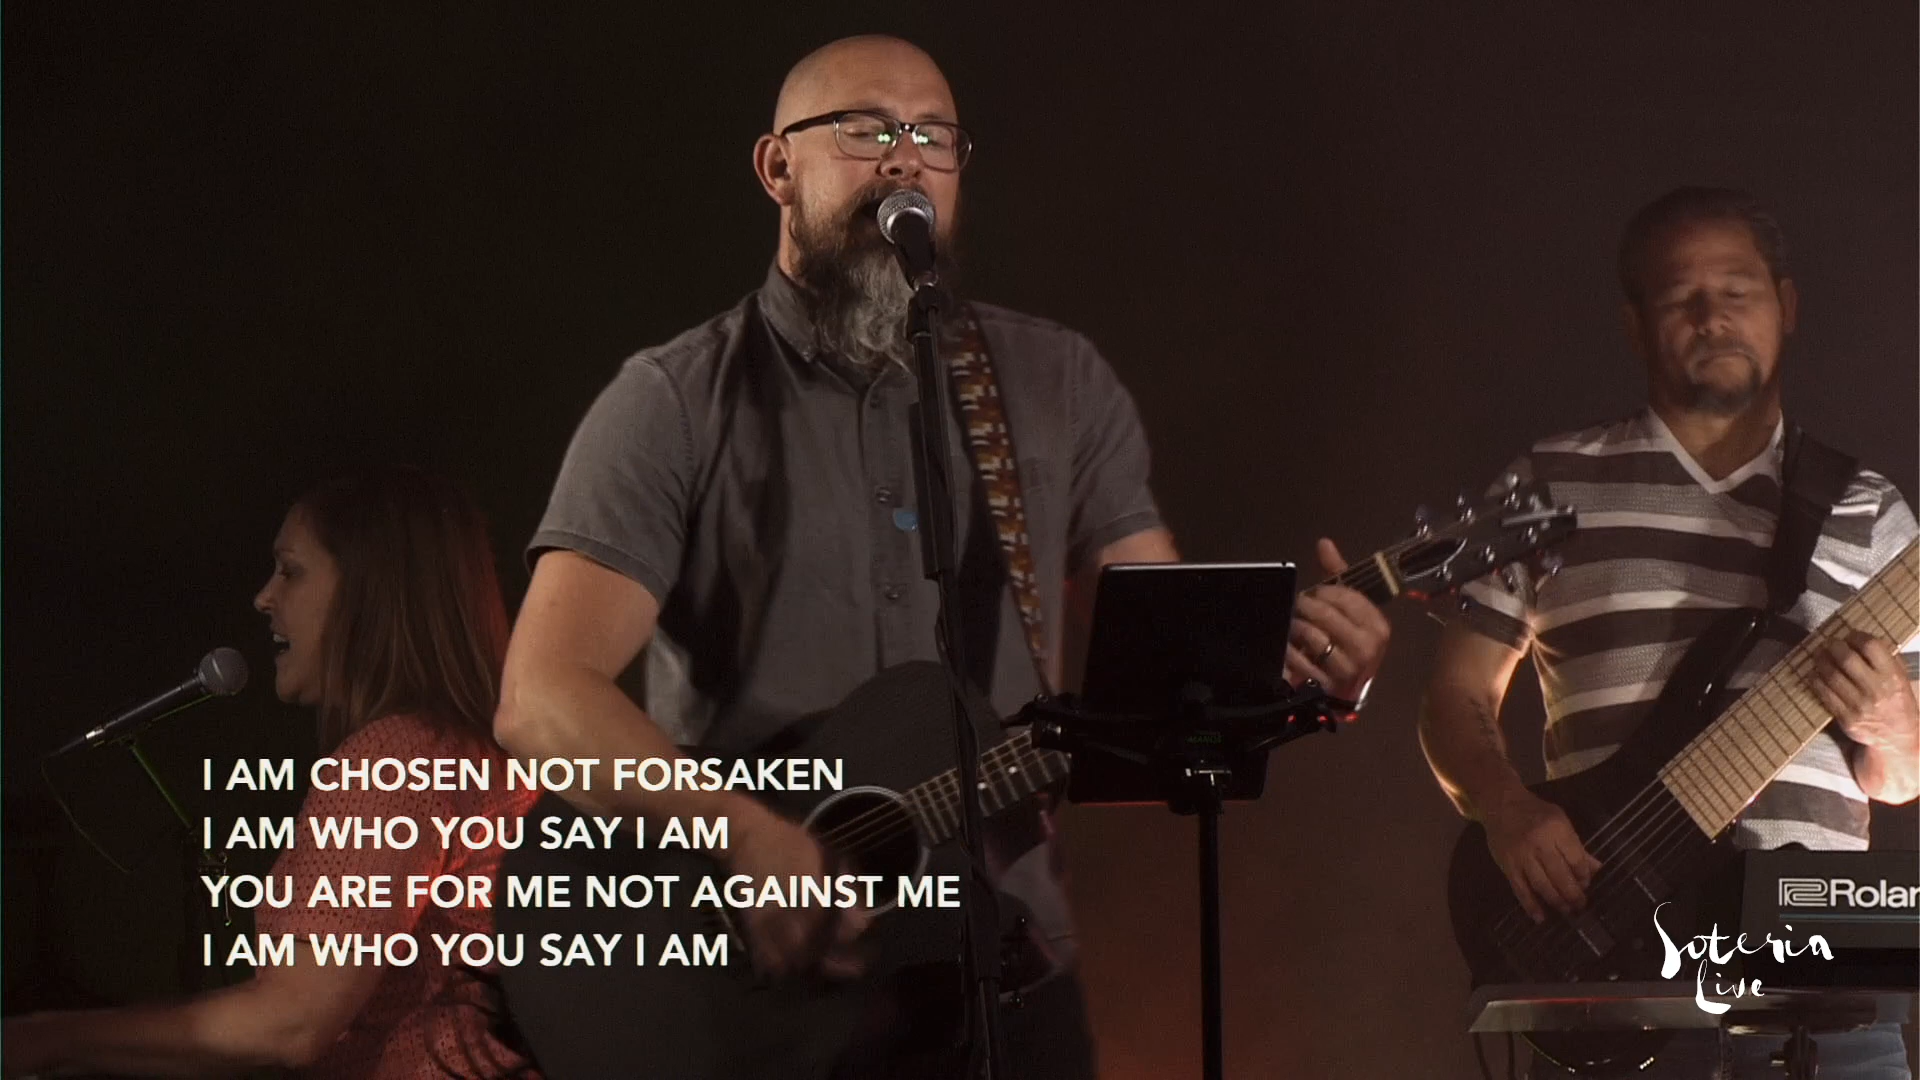 I AM CHOSEN NOT FORSAKEN
I AM WHO YOU SAY I AM
YOU ARE FOR ME NOT AGAINST ME
I AM WHO YOU SAY I AM
Rolan
Soteria
Live